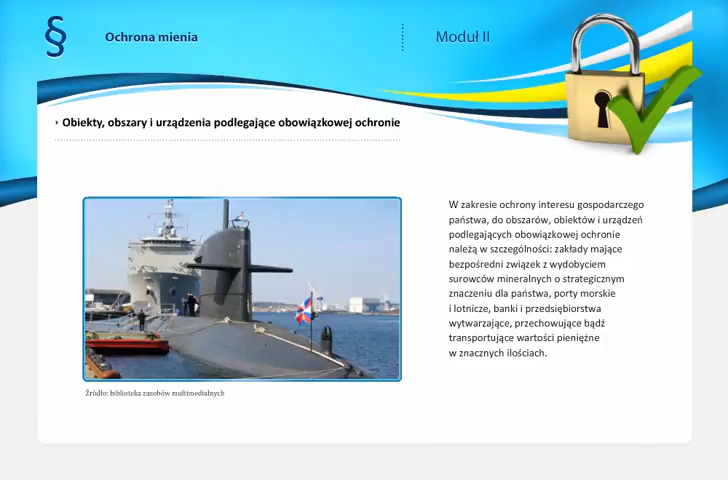 §
Ochrona mienia
Moduł II
Obiekty, obszary i urządzenia podlegające obowiązkowej ochronie
W zakresie ochrony interesu gospodarczego
państwa, do obszarów, obiektów i urządzeń
podlegających obowiązkowej ochronie
należą w szczególności: zakłady mające
bezpośredni związek z wydobyciem
surowców mineralnych o strategicznym
znaczeniu dla państwa, porty morskie
i lotnicze, banki i przedsiębiorstwa
wytwarzające, przechowujące bądź
transportujące wartości pieniężne
w znacznych ilościach.
Źródło: biblioteka zasobów multimedialnych